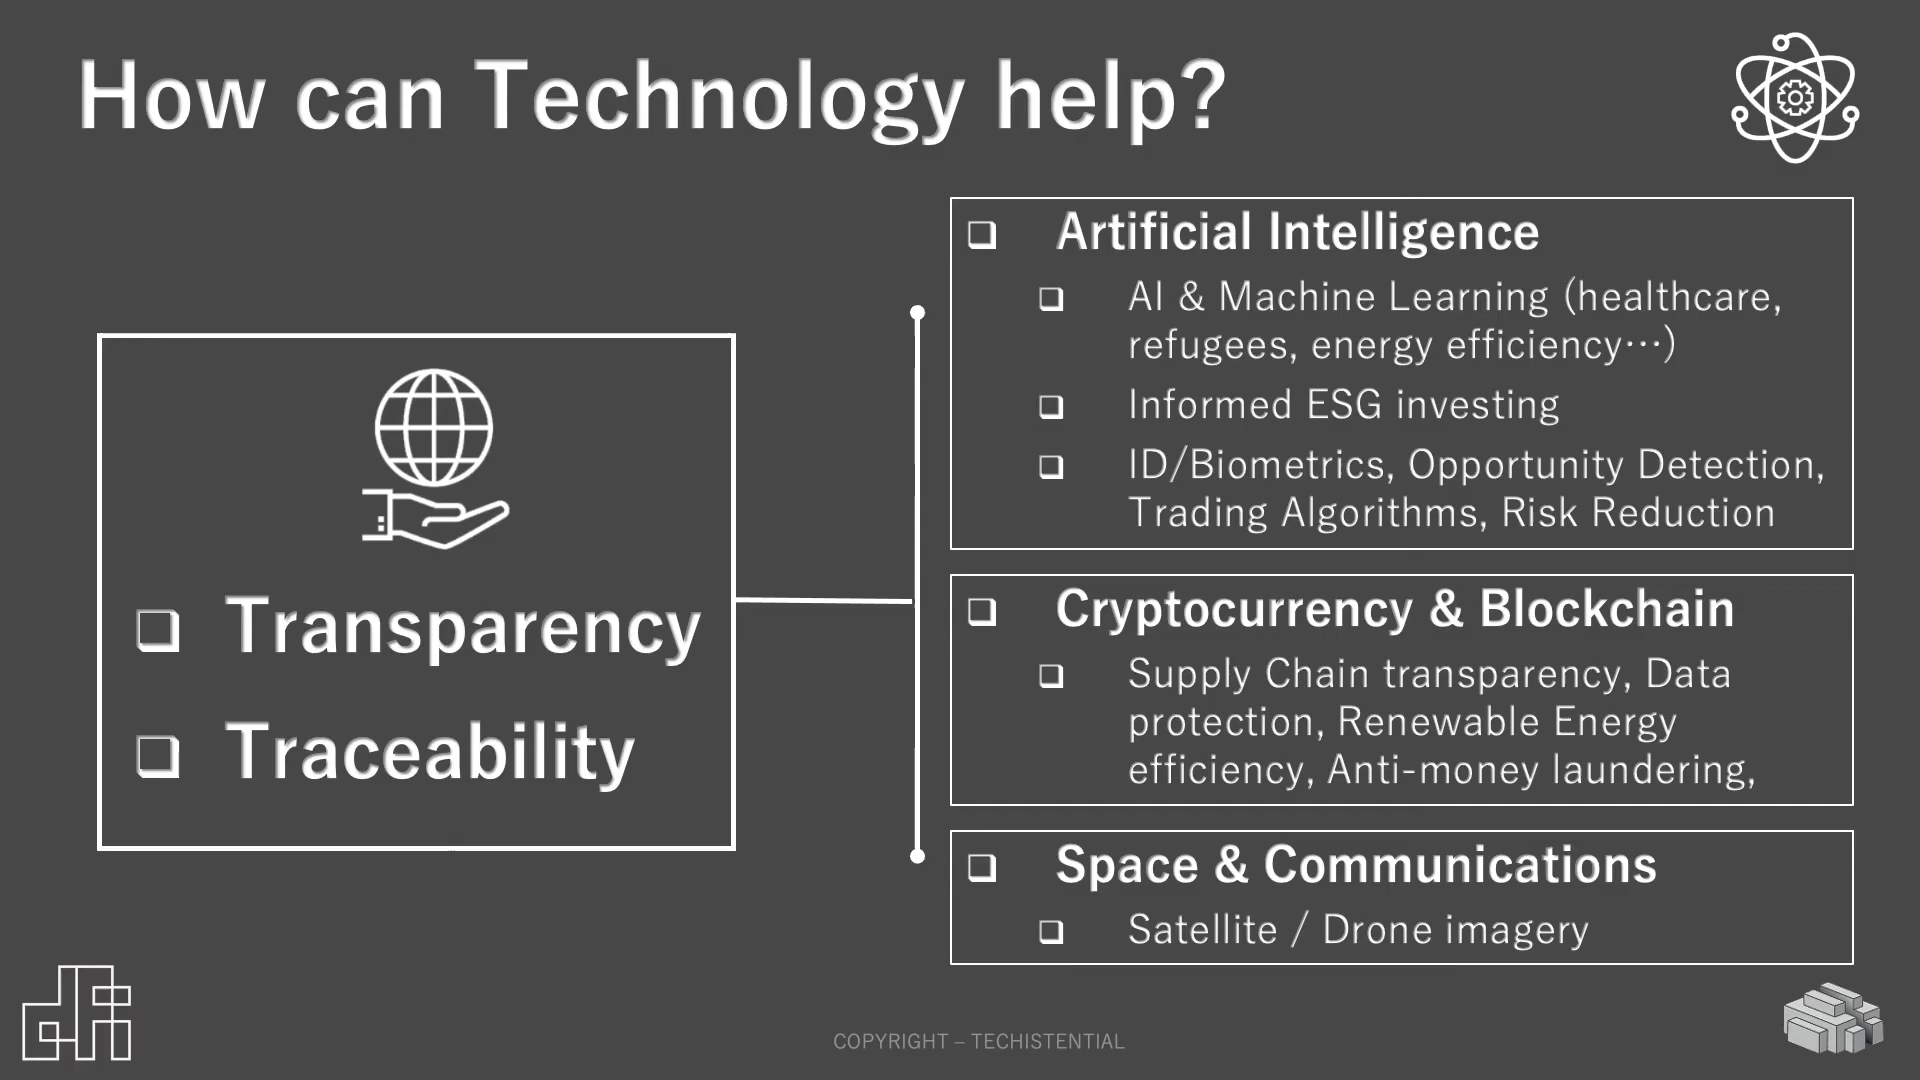 How can Technology help?
Transparency
Traceability
Artificial Intelligence
AI & Machine Learning (healthcare,
refugees, energy efficiency…)
Informed ESG investing
ID/Biometrics, Opportunity Detection,
Trading Algorithms, Risk Reduction
Cryptocurrency & Blockchain
Supply Chain transparency, Data
protection, Renewable Energy
efficiency, Anti-money laundering,
Space & Communications
Satellite / Drone imagery
COPYRIGHT – TECHISTENTIAL